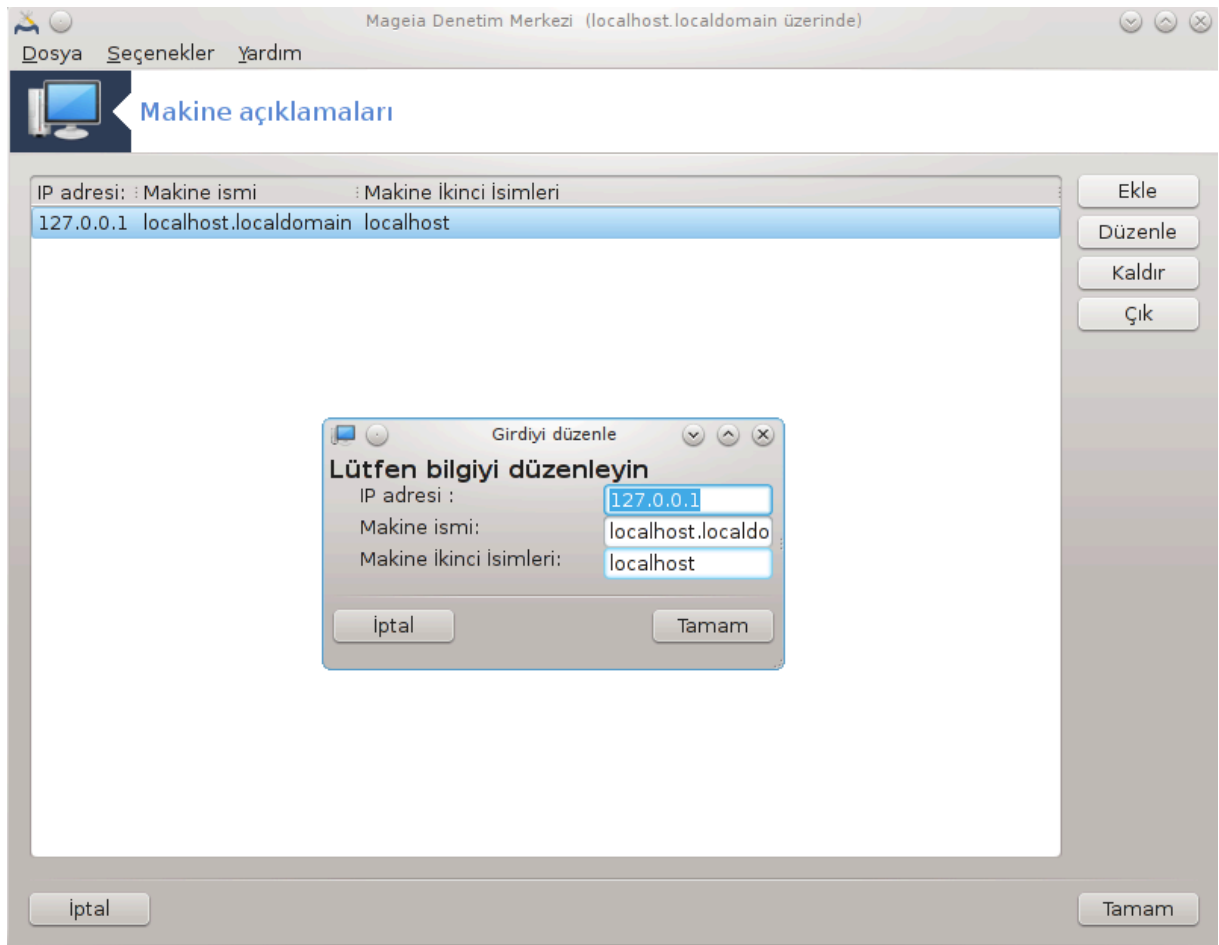 Mageia Denetim Merkezi (localhost.localdomain üzerinde)
Dosya Seçenekler Yardım
Makine açıklamaları
IP adresi: Makine ismi Makine İkinci İsimleri
127.0.0.1 localhost.localdomain localhost
Ekle
Düzenle
Kaldır
Çık
Girdiyi düzenle
Lütfen bilgiyi düzenleyin
IP adresi : 127.0.0.1
Makine ismi: localhost.localdo
Makine İkinci İsimleri: localhost
İptal Tamam
İptal Tamam